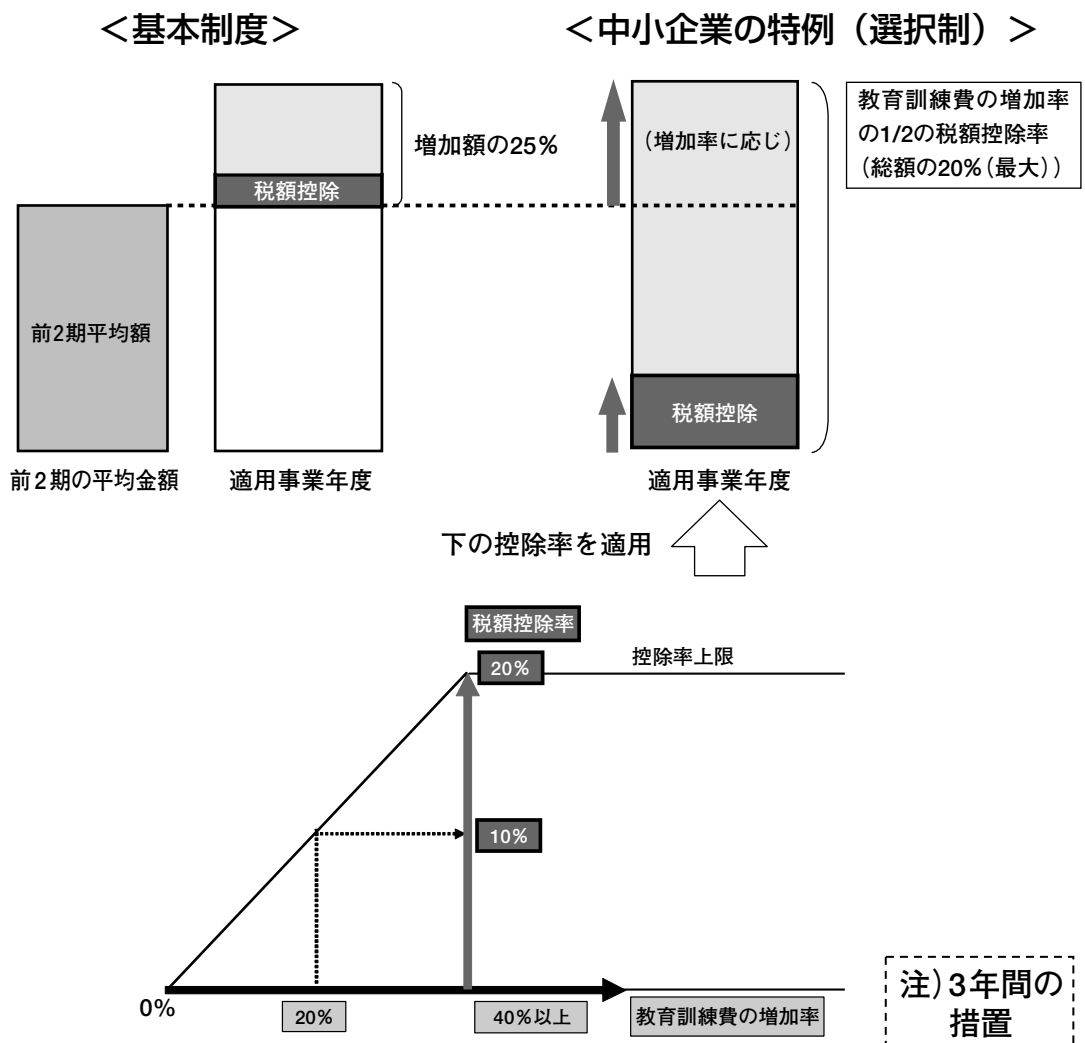 ＜基本制度＞
＜中小企業の特例（選択制）＞
増加額の25%
税額控除
前2期平均額
前2期の平均金額
適用事業年度
（増加率に応じ）
税額控除
適用事業年度
教育訓練費の増加率
の1/2の税額控除率
（総額の20%（最大））
下の控除率を適用
税額控除率
20%
控除率上限
10%
0%
20%
40%以上
教育訓練費の増加率
注）3年間の
措置